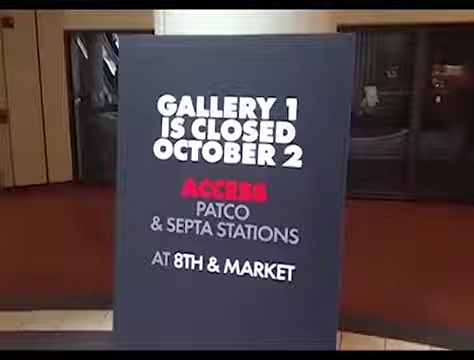 GALLERY 1
IS CLOSED
OCTOBER 2
ACCESS
PATCO
& SEPTA STATIONS
AT 8TH & MARKET